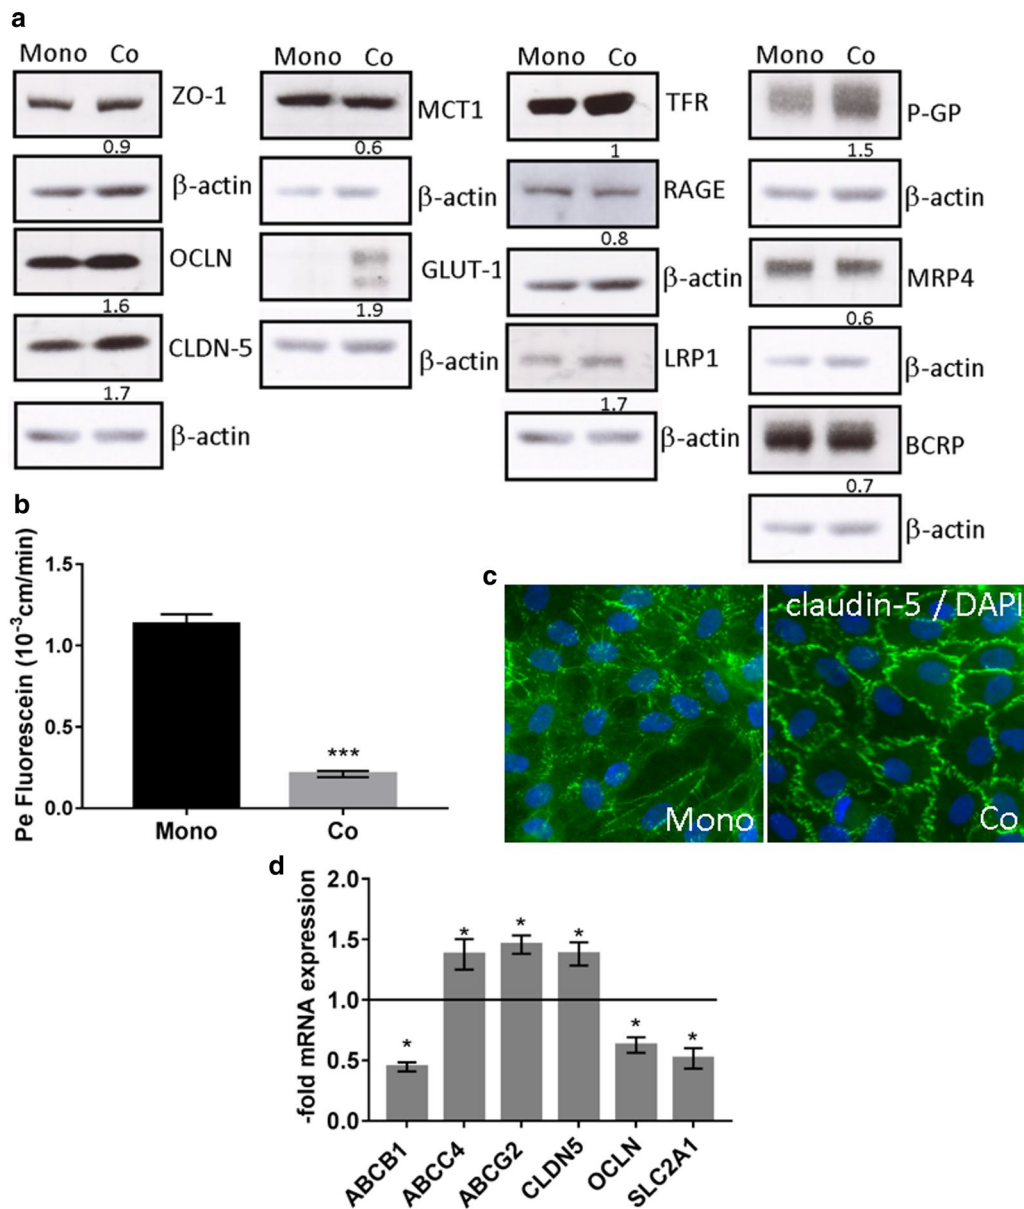 a
Mono Co
ZO-1
0.9
β-actin
OCLN
1.6
CLDN-5
1.7
β-actin
Mono Co
MCT1
0.6
β-actin
GLUT-1
1.9
β-actin
Mono Co
TFR
1
RAGE
0.8
β-actin
LRP1
1.7
β-actin
Mono Co
P-GP
1.5
β-actin
MRP4
0.6
β-actin
BCRP
0.7
β-actin
b
Pe Fluorescein (10⁻³cm/min)
1.5
1.0
0.5
0.0
***
Mono Co
c
claudin-5 / DAPI
Mono
Co
d
-fold mRNA expression
2.0
1.5
1.0
0.5
0.0
* * * * * *
ABCB1
ABCC4
ABCG2
CLDN5
OCLN
SLC2A1